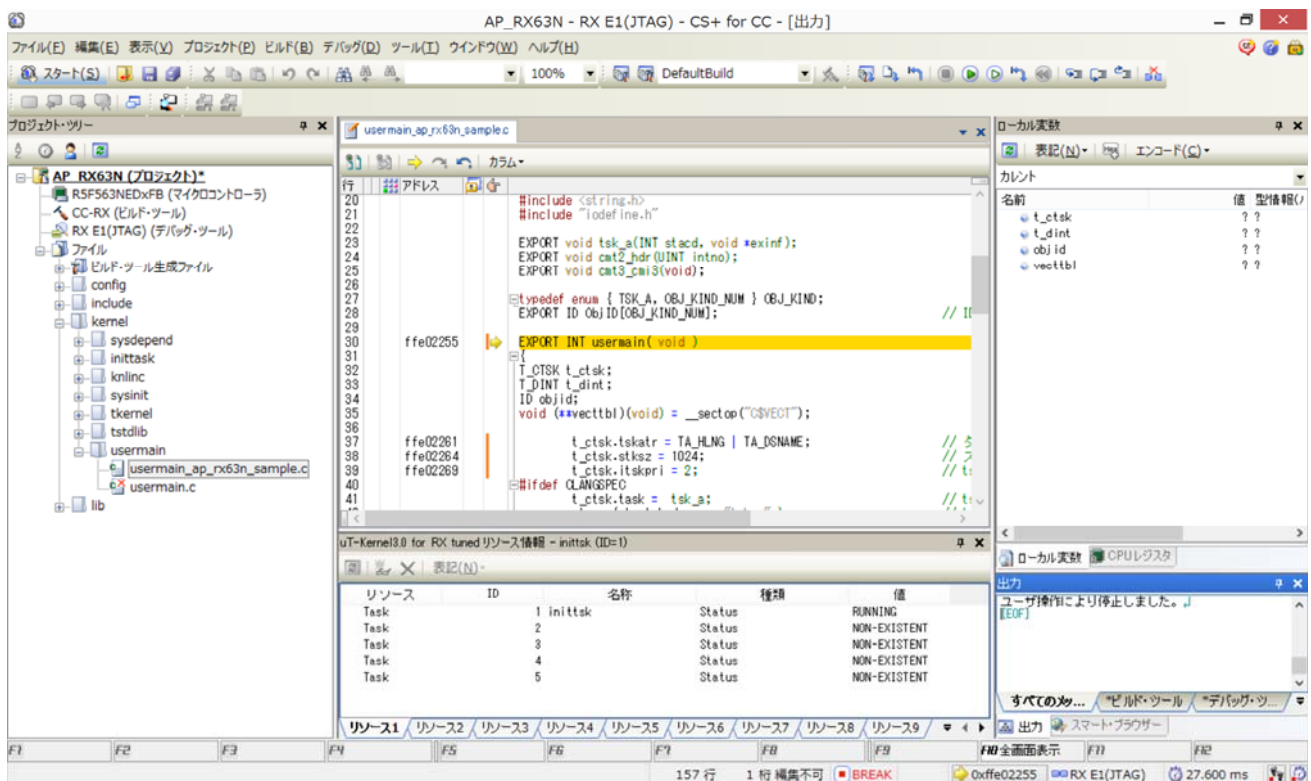 AP_RX63N - RX E1(JTAG) - CS+ for CC - [出力]
ファイル(F) 編集(E) 表示(V) プロジェクト(P) ビルド(B) デバッグ(D) ツール(T) ウインドウ(W) ヘルプ(H)
スタート(S) 100% DefaultBuild
プロジェクト・ツリー
AP_RX63N (プロジェクト)*
R5F563NEDxFB (マイクロコントローラ)
CC-RX (ビルド・ツール)
RX E1(JTAG) (デバッグ・ツール)
ファイル
ビルド・ツール生成ファイル
config
include
kernel
sysdepend
inittask
knlinc
sysinit
tkernel
tstdlib
usermain
usermain_ap_rx63n_sample.c
usermain.c
lib
usermain_ap_rx63n_sample.c
カラム
行 アドレス
20 #include <string.h>
21 #include "iodefine.h"
22
23 EXPORT void tsk_a(INT stacd, void *exinf);
24 EXPORT void cmt2_hdr(UINT intno);
25 EXPORT void cmt3_cmi3(void);
26
27 typedef enum { TSK_A, OBJ_KIND_NUM } OBJ_KIND;
28 EXPORT ID ObjID[OBJ_KIND_NUM]; //
29
30 ffe02255 EXPORT INT usermain( void )
31 {
32 T_CTSK t_ctsk;
33 T_DINT t_dint;
34 ID objid;
35 void (**vecttbl)(void) = __sectop("C$VECT");
36
37 ffe02261 t_ctsk.tskatr = TA_HLNG | TA_DSNAME; //
38 ffe02264 t_ctsk.stksz = 1024; //
39 ffe02269 t_ctsk.itskpri = 2; //
40 #ifdef CLANGSPEC
41 t_ctsk.task = tsk_a; //
uT-Kernel3.0 for RX tuned リソース情報 - inittsk (ID=1)
表記(N)
リソース ID 名称 種類 値
Task 1 inittsk Status RUNNING
Task 2 Status NON-EXISTENT
Task 3 Status NON-EXISTENT
Task 4 Status NON-EXISTENT
Task 5 Status NON-EXISTENT
リソース1 リソース2 リソース3 リソース4 リソース5 リソース6 リソース7 リソース8 リソース9
ローカル変数
表記(N) エンコード(C)
カレント
名前 値 型情報(
t_ctsk ? ?
t_dint ? ?
objid ? ?
vecttbl ? ?
ローカル変数 CPUレジスタ
出力
ユーザ操作により停止しました。
[EOF]
すべてのメッ... *ビルド・ツール *デバッグ・ツ...
出力 スマート・ブラウザー
F1 F2 F3 F4 F5 F6 F7 F8 F9 F10 全画面表示 F11 F12
157 行 1 桁 編集不可 BREAK 0xffe02255 RX E1(JTAG) 27.600 ms